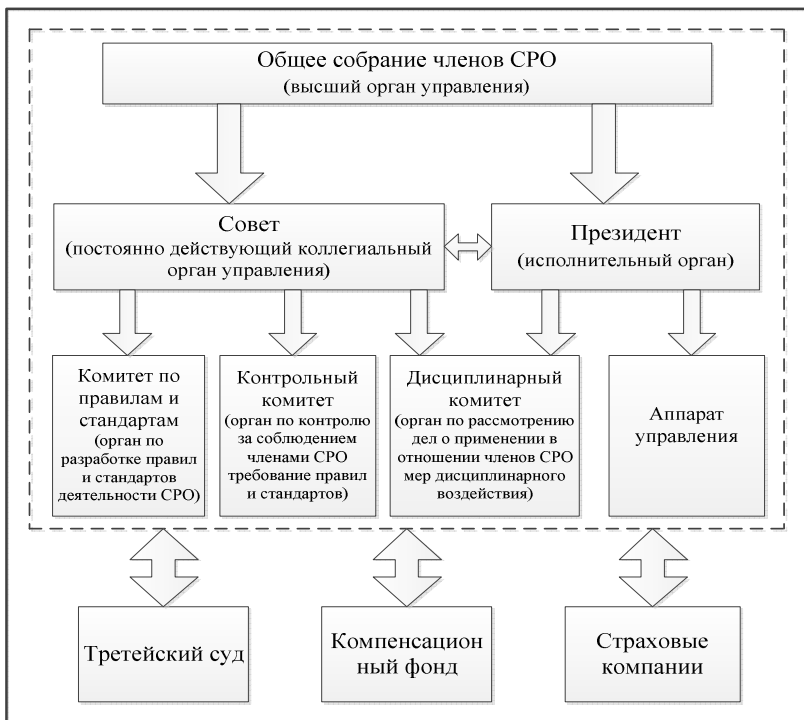 Общее собрание членов СРО
(высший орган управления)
Совет
(постоянно действующий коллегиальный
орган управления)
Президент
(исполнительный орган)
Комитет по
правилам и
стандартам
(орган по
разработке правил
и стандартов
деятельности СРО)
Контрольный
комитет
(орган по контролю
за соблюдением
членами СРО
требование правил
и стандартов)
Дисциплинарный
комитет
(орган по рассмотрению
дел о применении в
отношении членов СРО
мер дисциплинарного
воздействия)
Аппарат
управления
Третейский суд
Компенсацион
ный фонд
Страховые
компании